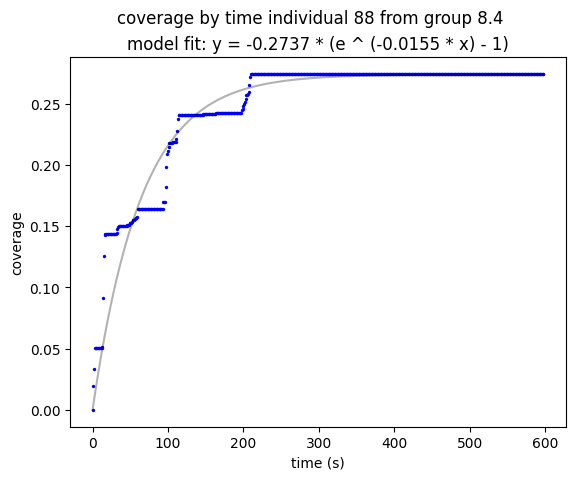 coverage by time individual 88 from group 8.4
model fit: y = -0.2737 * (e ^ (-0.0155 * x) - 1)
0.25
0.20
0.15
0.10
0.05
0.00
coverage
0 100 200 300 400 500 600
time (s)